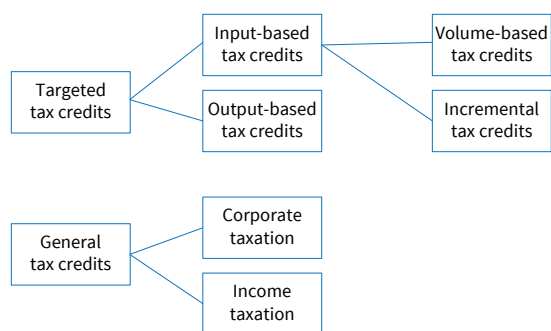 Targeted
tax credits
Input-based
tax credits
Output-based
tax credits
Volume-based
tax credits
Incremental
tax credits
General
tax credits
Corporate
taxation
Income
taxation